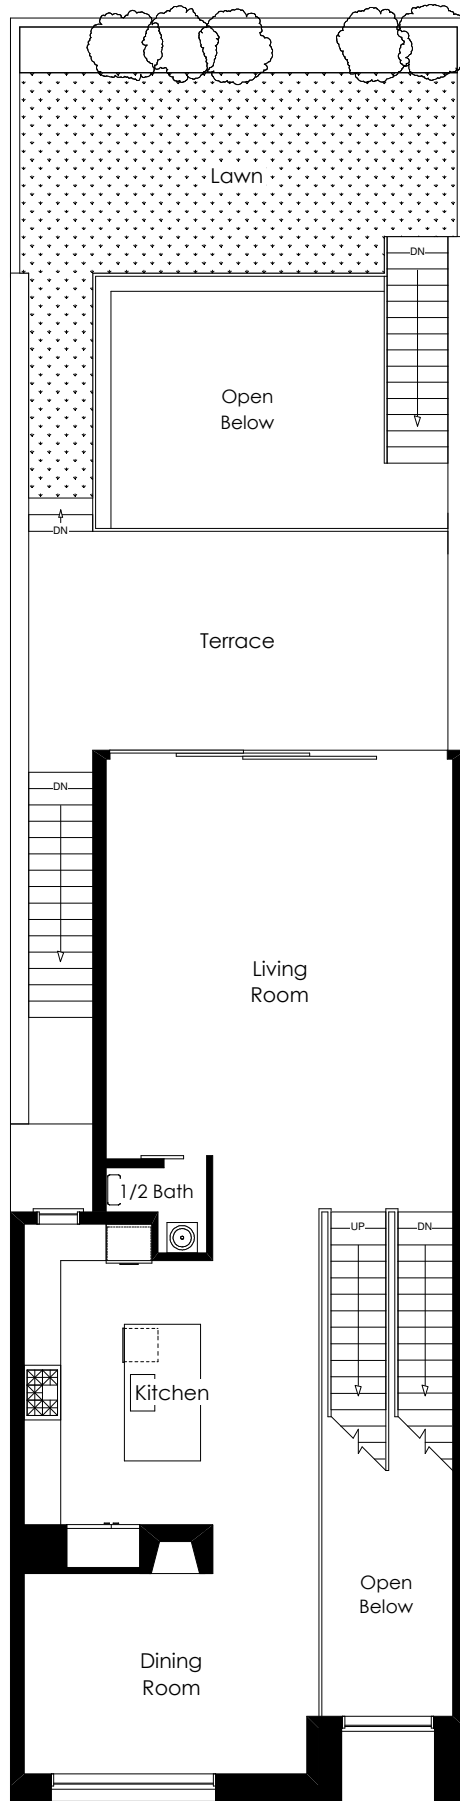 Lawn
DN
Open
Below
DN
Terrace
DN
Living
Room
1/2 Bath
UP
DN
Kitchen
Open
Below
Dining
Room